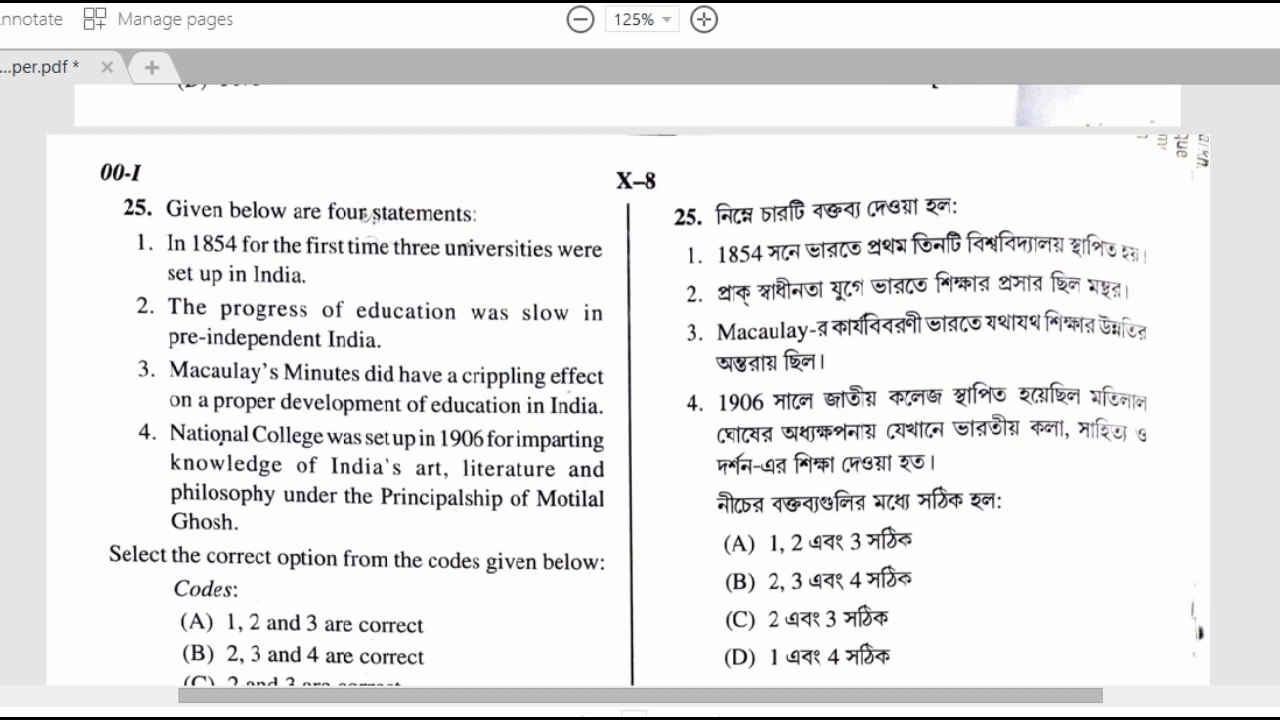 nnotate Manage pages
125%
...per.pdf *
00-I
X–8
25. Given below are four statements:
1. In 1854 for the first time three universities were
set up in India.
2. The progress of education was slow in
pre-independent India.
3. Macaulay's Minutes did have a crippling effect
on a proper development of education in India.
4. National College was set up in 1906 for imparting
knowledge of India's art, literature and
philosophy under the Principalship of Motilal
Ghosh.
Select the correct option from the codes given below:
Codes:
(A) 1, 2 and 3 are correct
(B) 2, 3 and 4 are correct
(C) 2 and 3 are correct
25. নিম্নে চারটি বক্তব্য দেওয়া হল:
1. 1854 সনে ভারতে প্রথম তিনটি বিশ্ববিদ্যালয় স্থাপিত হয়।
2. প্রাক্ স্বাধীনতা যুগে ভারতে শিক্ষার প্রসার ছিল মন্থর।
3. Macaulay-র কার্যবিবরণী ভারতে যথাযথ শিক্ষার উন্নতির
অন্তরায় ছিল।
4. 1906 সালে জাতীয় কলেজ স্থাপিত হয়েছিল মতিলাল
ঘোষের অধ্যক্ষপনায় যেখানে ভারতীয় কলা, সাহিত্য ও
দর্শন-এর শিক্ষা দেওয়া হত।
নীচের বক্তব্যগুলির মধ্যে সঠিক হল:
(A) 1, 2 এবং 3 সঠিক
(B) 2, 3 এবং 4 সঠিক
(C) 2 এবং 3 সঠিক
(D) 1 এবং 4 সঠিক